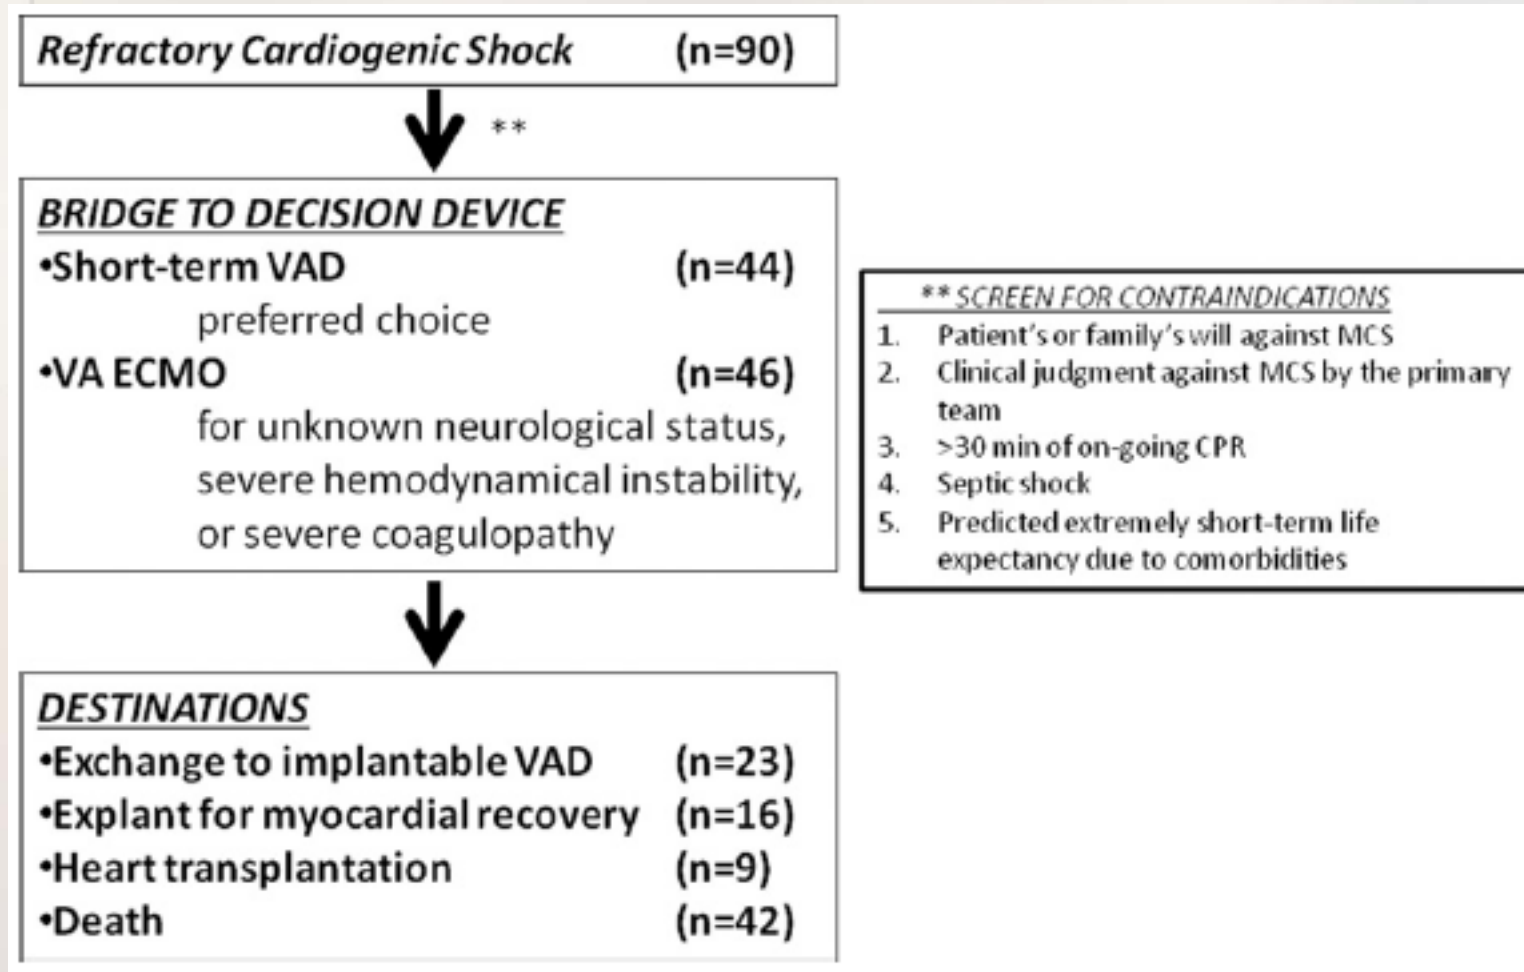 Refractory Cardiogenic Shock (n=90)
**
BRIDGE TO DECISION DEVICE
•Short-term VAD (n=44)
preferred choice
•VA ECMO (n=46)
for unknown neurological status,
severe hemodynamical instability,
or severe coagulopathy
** SCREEN FOR CONTRAINDICATIONS
1. Patient's or family's will against MCS
2. Clinical judgment against MCS by the primary
team
3. >30 min of on-going CPR
4. Septic shock
5. Predicted extremely short-term life
expectancy due to comorbidities
DESTINATIONS
•Exchange to implantable VAD (n=23)
•Explant for myocardial recovery (n=16)
•Heart transplantation (n=9)
•Death (n=42)